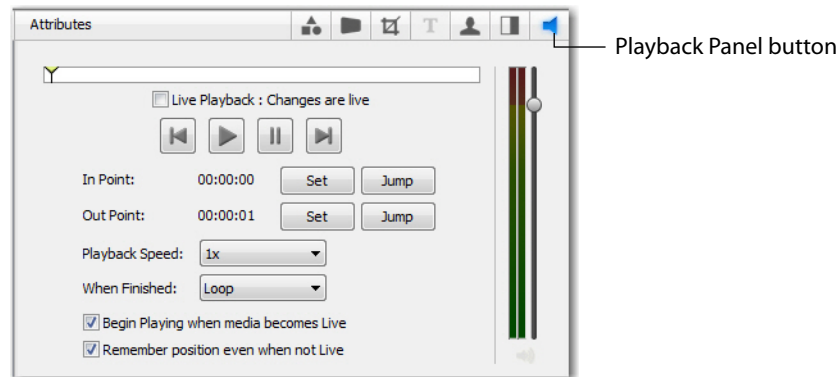 Attributes
T
Playback Panel button
Live Playback : Changes are live
In Point: 00:00:00 Set Jump
Out Point: 00:00:01 Set Jump
Playback Speed: 1x
When Finished: Loop
Begin Playing when media becomes Live
Remember position even when not Live